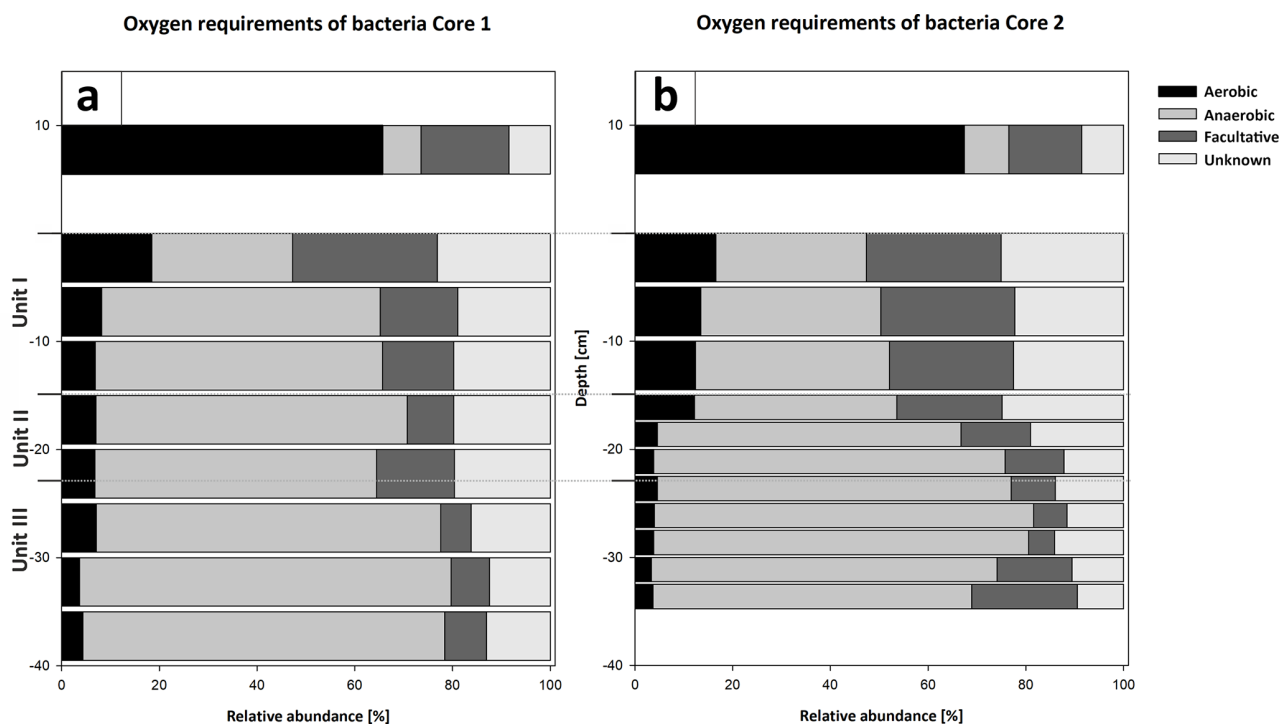 Oxygen requirements of bacteria Core 1
Oxygen requirements of bacteria Core 2
a
b
Aerobic
Anaerobic
Facultative
Unknown
10
-10
-20
-30
-40
Unit I
Unit II
Unit III
0
20
40
60
80
100
Relative abundance [%]
Depth [cm]
10
-10
-20
-30
-40
0
20
40
60
80
100
Relative abundance [%]